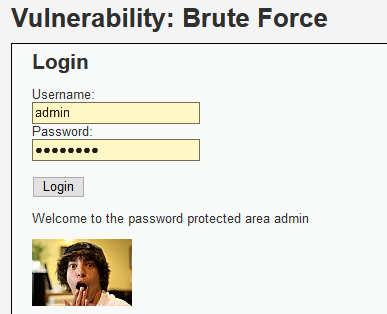 Vulnerability: Brute Force
Login
Username:
admin
Password:
●●●●●●●●
Login
Welcome to the password protected area admin